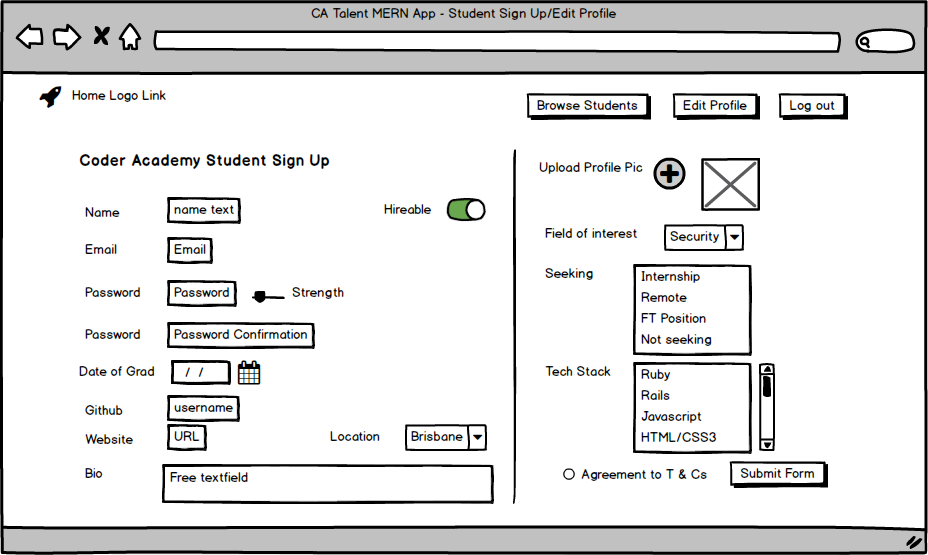 CA Talent MERN App - Student Sign Up/Edit Profile
Home Logo Link
Browse Students
Edit Profile
Log out
Coder Academy Student Sign Up
Name
name text
Hireable
Email
Email
Password
Password
Strength
Password
Password Confirmation
Date of Grad
/ /
Github
username
Website
URL
Location
Brisbane
Bio
Free textfield
Upload Profile Pic
Field of interest
Security
Seeking
Internship
Remote
FT Position
Not seeking
Tech Stack
Ruby
Rails
Javascript
HTML/CSS3
Agreement to T & Cs
Submit Form